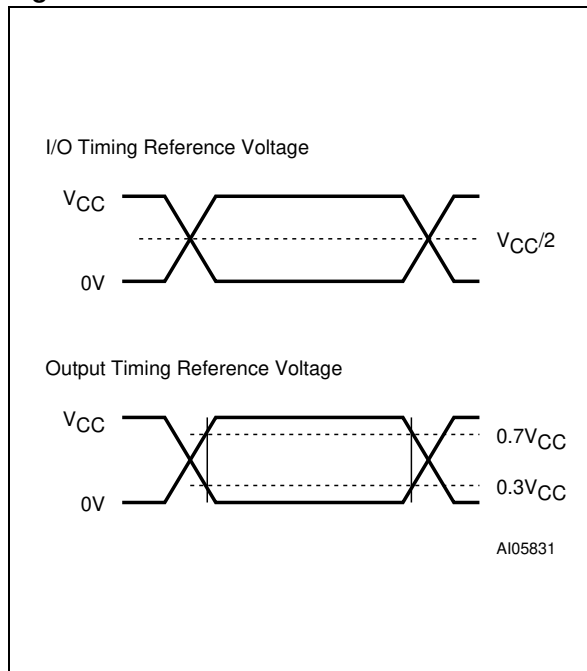 I/O Timing Reference Voltage
VCC
VCC/2
0V
Output Timing Reference Voltage
VCC
0.7VCC
0.3VCC
0V
AI05831